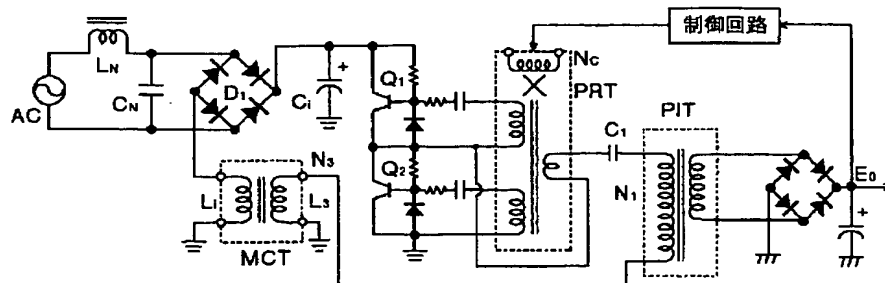 制御回路
LN
Nc
Q1
PRT
D1
CN
Ci
AC
C1
PIT
Q2
N3
E0
N1
Li
L3
MCT
+
+